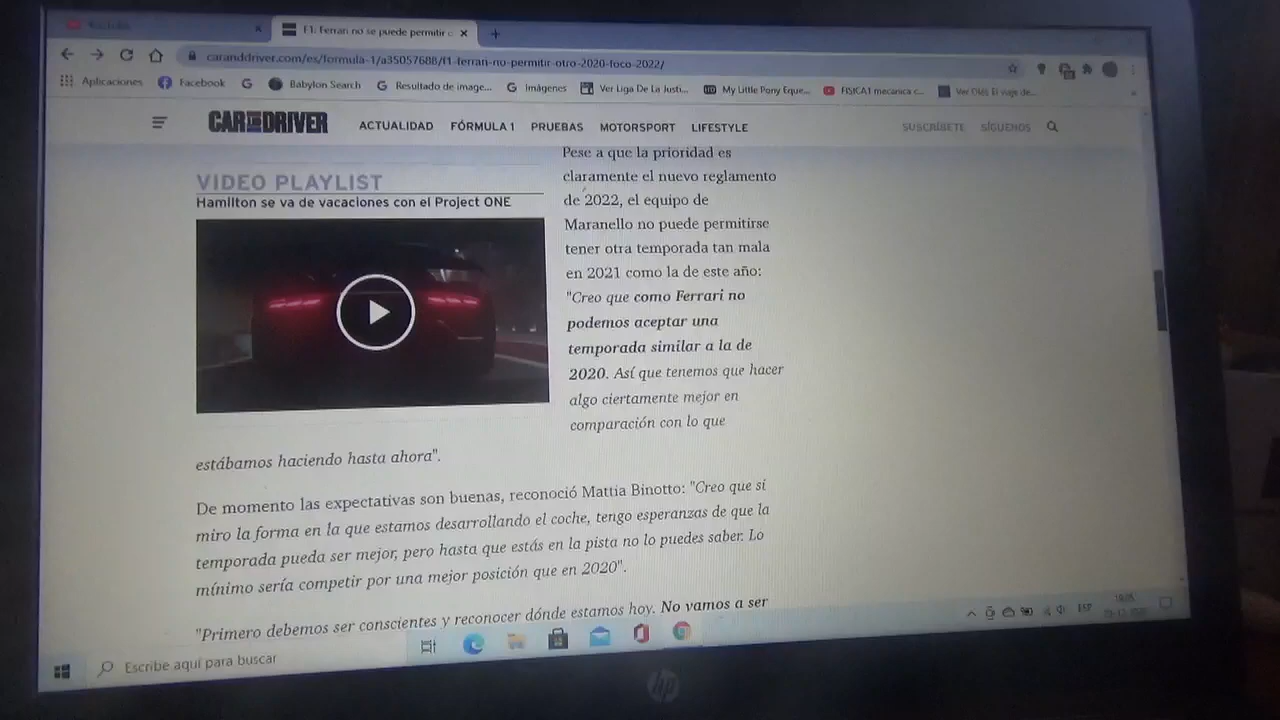 F1: Ferrari no se puede permitir o
caranddriver.com/es/formula-1/a35057688/f1-ferrari-no-permitir-otro-2020-foco-2022/
Aplicaciones Facebook Babylon Search Resultado de image... Imágenes Ver Liga De La Justi... My Little Pony Eque... FISICA1 mecanica c... Ver Olés El viaje de...
CAR AND DRIVER ACTUALIDAD FÓRMULA 1 PRUEBAS MOTORSPORT LIFESTYLE SUSCRÍBETE SÍGUENOS
VIDEO PLAYLIST
Hamilton se va de vacaciones con el Project ONE
Pese a que la prioridad es
claramente el nuevo reglamento
de 2022, el equipo de
Maranello no puede permitirse
tener otra temporada tan mala
en 2021 como la de este año:
"Creo que como Ferrari no
podemos aceptar una
temporada similar a la de
2020. Así que tenemos que hacer
algo ciertamente mejor en
comparación con lo que
estábamos haciendo hasta ahora".
De momento las expectativas son buenas, reconoció Mattia Binotto: "Creo que si
miro la forma en la que estamos desarrollando el coche, tengo esperanzas de que la
temporada pueda ser mejor, pero hasta que estás en la pista no lo puedes saber. Lo
mínimo sería competir por una mejor posición que en 2020".
"Primero debemos ser conscientes y reconocer dónde estamos hoy. No vamos a ser
Escribe aquí para buscar
ESP
hp